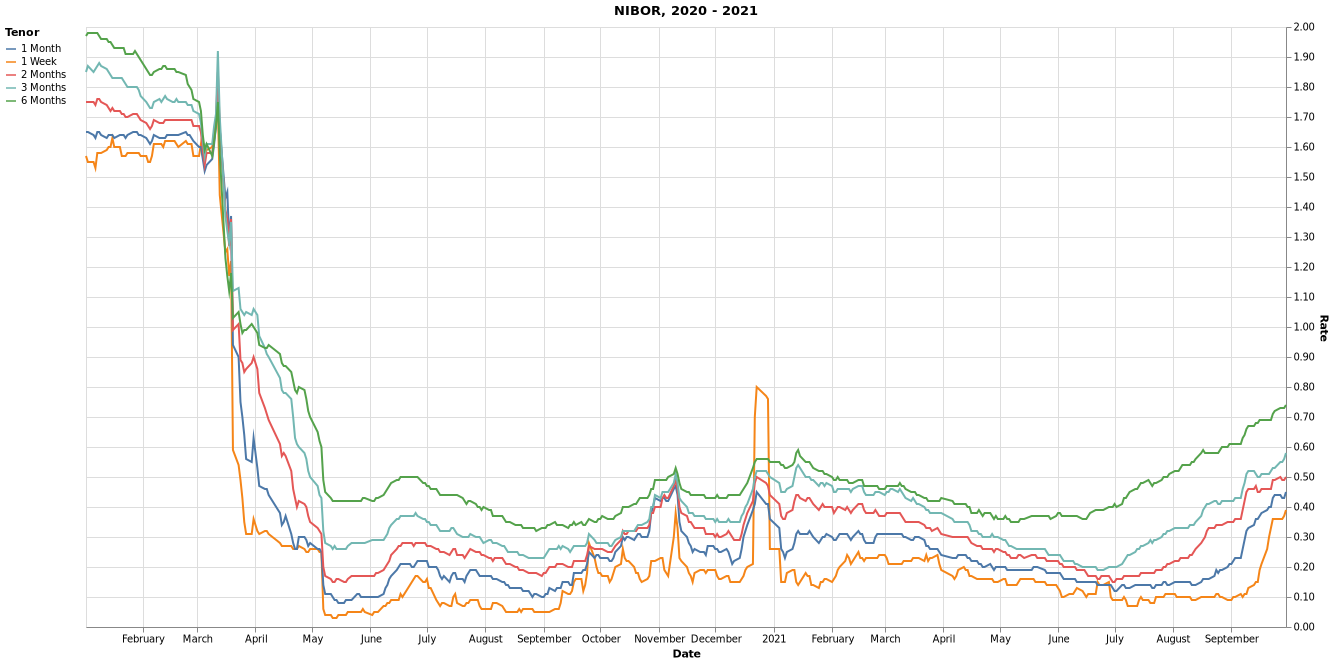 NIBOR, 2020 - 2021
Tenor
1 Month
1 Week
2 Months
3 Months
6 Months
2.00
1.90
1.80
1.70
1.60
1.50
1.40
1.30
1.20
1.10
1.00
0.90
0.80
0.70
0.60
0.50
0.40
0.30
0.20
0.10
0.00
Rate
February March April May June July August September October November December 2021 February March April May June July August September
Date